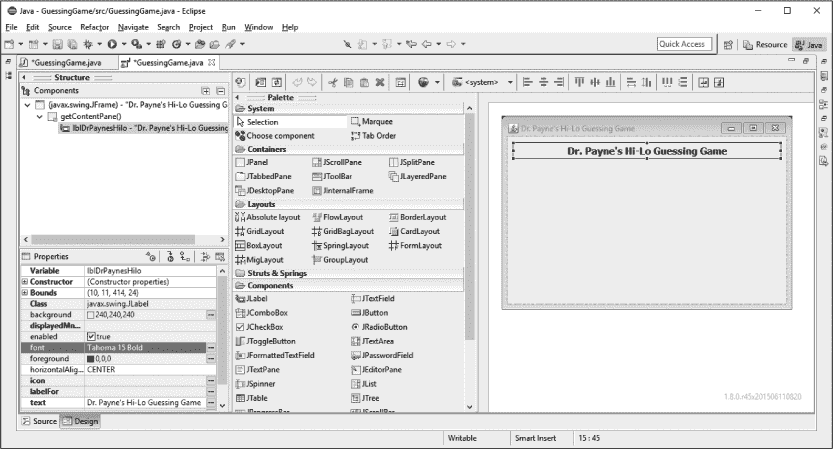 Java - GuessingGame/src/GuessingGame.java - Eclipse
File Edit Source Refactor Navigate Search Project Run Window Help
Quick Access Resource Java
*GuessingGame.java *GuessingGame.java
Structure
Components
(javax.swing.JFrame) - "Dr. Payne's Hi-Lo Guessing G
getContentPane()
lblDrPaynesHilo - "Dr. Payne's Hi-Lo Guessing
Properties
Variable lblDrPaynesHilo
Constructor (Constructor properties)
Bounds (10, 11, 414, 24)
Class javax.swing.JLabel
background 240,240,240
displayedMn...
enabled true
font Tahoma 15 Bold
foreground 0,0,0
horizontalAlig... CENTER
icon
labelFor
text Dr. Payne's Hi-Lo Guessing Game
Source Design
<system>
Palette
System
Selection Marquee
Choose component Tab Order
Containers
JPanel JScrollPane JSplitPane
JTabbedPane JToolBar JLayeredPane
JDesktopPane JInternalFrame
Layouts
Absolute layout FlowLayout BorderLayout
GridLayout GridBagLayout CardLayout
BoxLayout SpringLayout FormLayout
MigLayout GroupLayout
Struts & Springs
Components
JLabel JTextField
JComboBox JButton
JCheckBox JRadioButton
JToggleButton JTextArea
JFormattedTextField JPasswordField
JTextPane JEditorPane
JSpinner JList
JTable JTree
JProgressBar JScrollBar
Dr. Payne's Hi-Lo Guessing Game
Dr. Payne's Hi-Lo Guessing Game
1.8.0.r45x201506110820
Writable Smart Insert 15 : 45